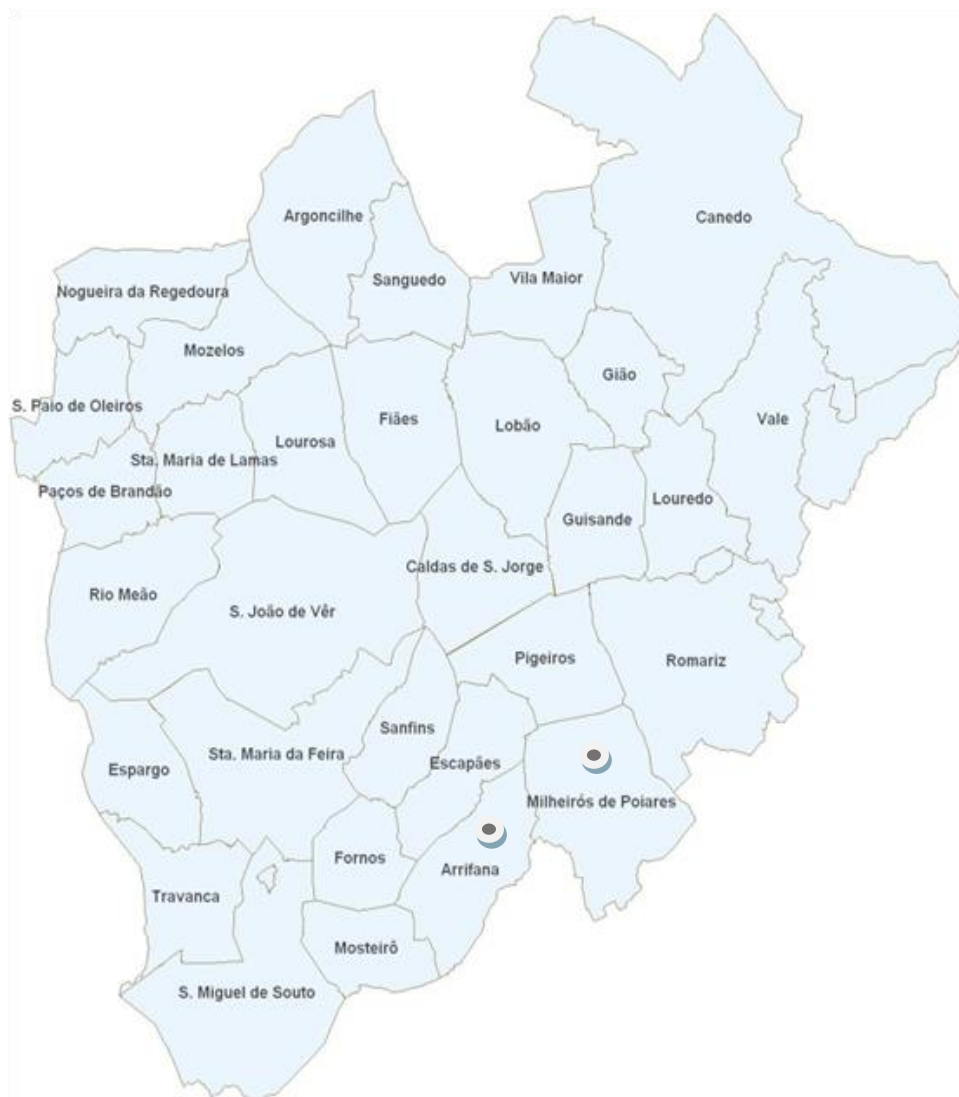 Argoncilhe
Canedo
Sanguedo
Vila Maior
Nogueira da Regedoura
Mozelos
Gião
S. Paio de Oleiros
Fiães
Vale
Lobão
Lourosa
Sta. Maria de Lamas
Paços de Brandão
Louredo
Guisande
Caldas de S. Jorge
Rio Meão
S. João de Vêr
Pigeiros
Romariz
Sanfins
Sta. Maria da Feira
Escapães
Espargo
Milheirós de Poiares
Fornos
Arrifana
Travanca
Mosteirô
S. Miguel de Souto